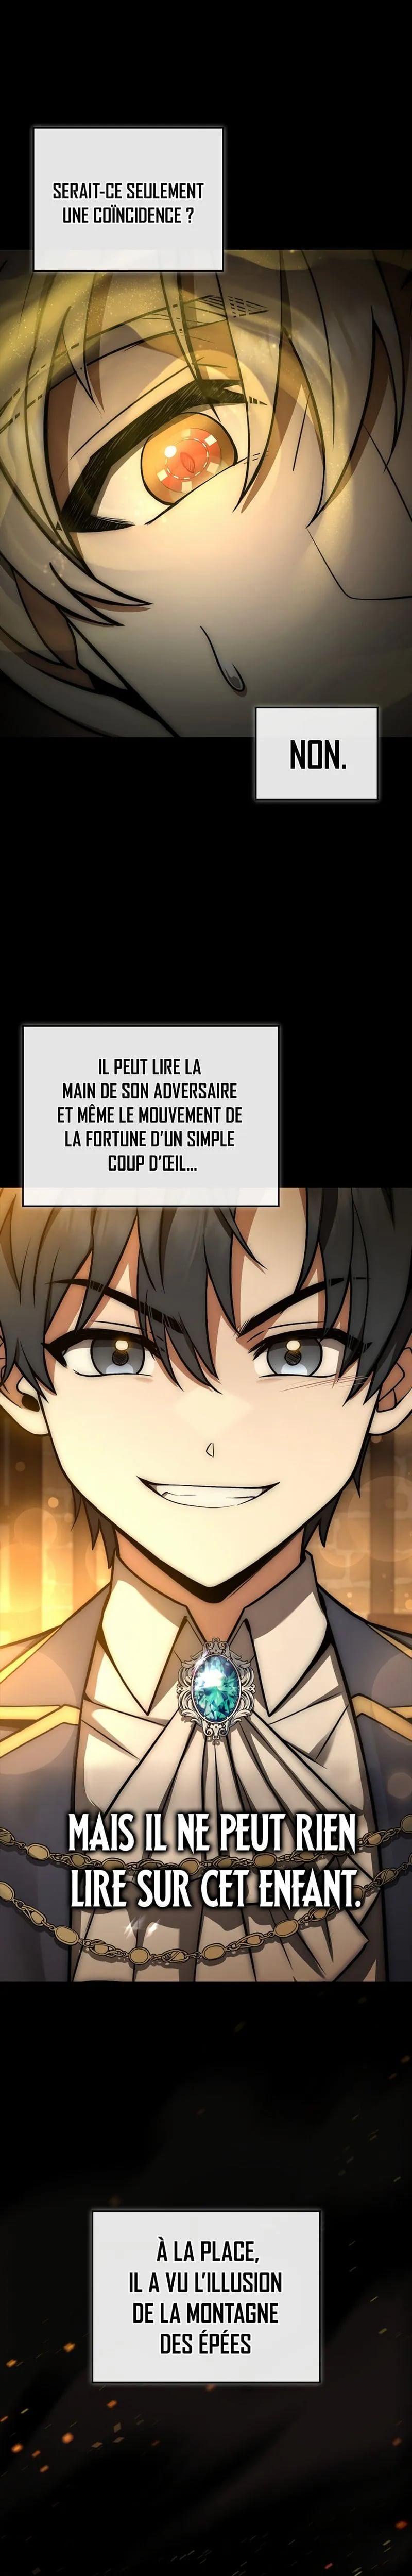 SERAIT-CE SEULEMENT
UNE COÏNCIDENCE ?
NON.
IL PEUT LIRE LA
MAIN DE SON ADVERSAIRE
ET MÊME LE MOUVEMENT DE
LA FORTUNE D'UN SIMPLE
COUP D'ŒIL...
MAIS IL NE PEUT RIEN
LIRE SUR CET ENFANT.
À LA PLACE,
IL A VU L'ILLUSION
DE LA MONTAGNE
DES ÉPÉES